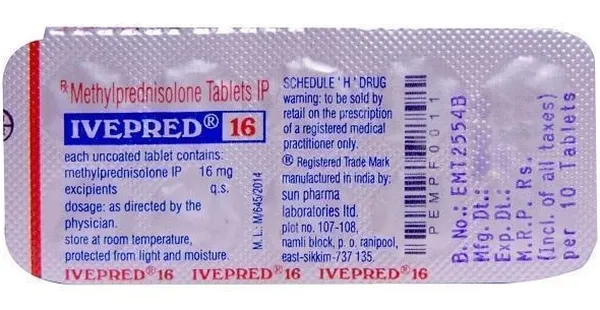 Rx Methylprednisolone Tablets IP
IVEPRED® 16
each uncoated tablet contains:
methylprednisolone IP 16 mg
excipients q.s.
dosage: as directed by the
physician.
store at room temperature,
protected from light and moisture.
M.L.: M/645/2014
SCHEDULE 'H' DRUG
warning: to be sold by
retail on the prescription
of a registered medical
practitioner only.
® Registered Trade Mark
manufactured in india by:
sun pharma
laboratories ltd.
plot no. 107-108,
namli block, p. o. ranipool,
east-sikkim-737 135.
PEMPF0011
B. No.: EMT2554B
Mfg. Dt.:
Exp. Dt.:
M.R.P. Rs.
(incl. of all taxes)
per 10 Tablets
IVEPRED®16 IVEPRED®16 IVEPRED®16